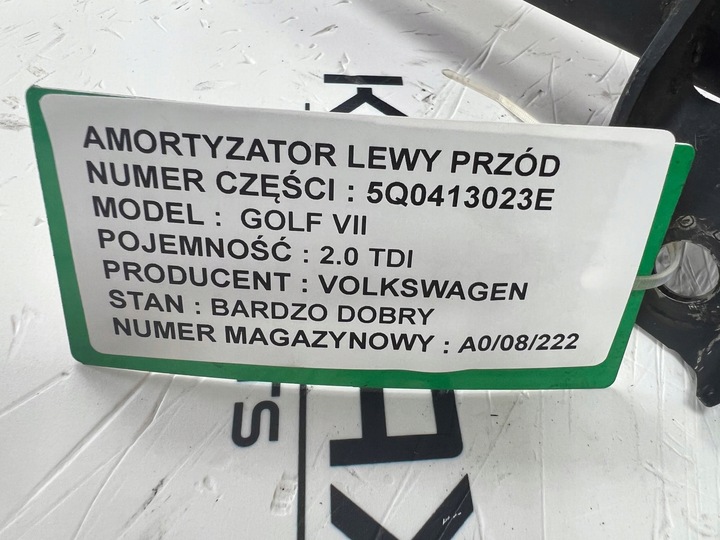 AMORTYZATOR LEWY PRZÓD
NUMER CZĘŚCI : 5Q0413023E
MODEL : GOLF VII
POJEMNOŚĆ : 2.0 TDI
PRODUCENT : VOLKSWAGEN
STAN : BARDZO DOBRY
NUMER MAGAZYNOWY : A0/08/222